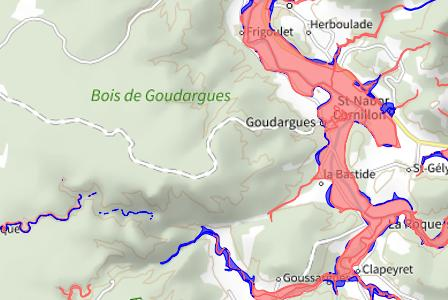 Herboulade
Frigoulet
Bois de Goudargues
St-Nabor
Cornillon
Goudargues
St-Gély
la Bastide
La Roque
Clapeyret
Goussargues